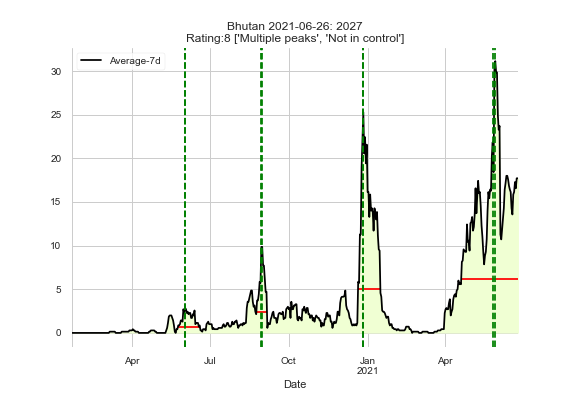 Bhutan 2021-06-26: 2027
Rating:8 ['Multiple peaks', 'Not in control']
Average-7d
30
25
20
15
10
5
0
Apr
Jul
Oct
Jan
2021
Apr
Date